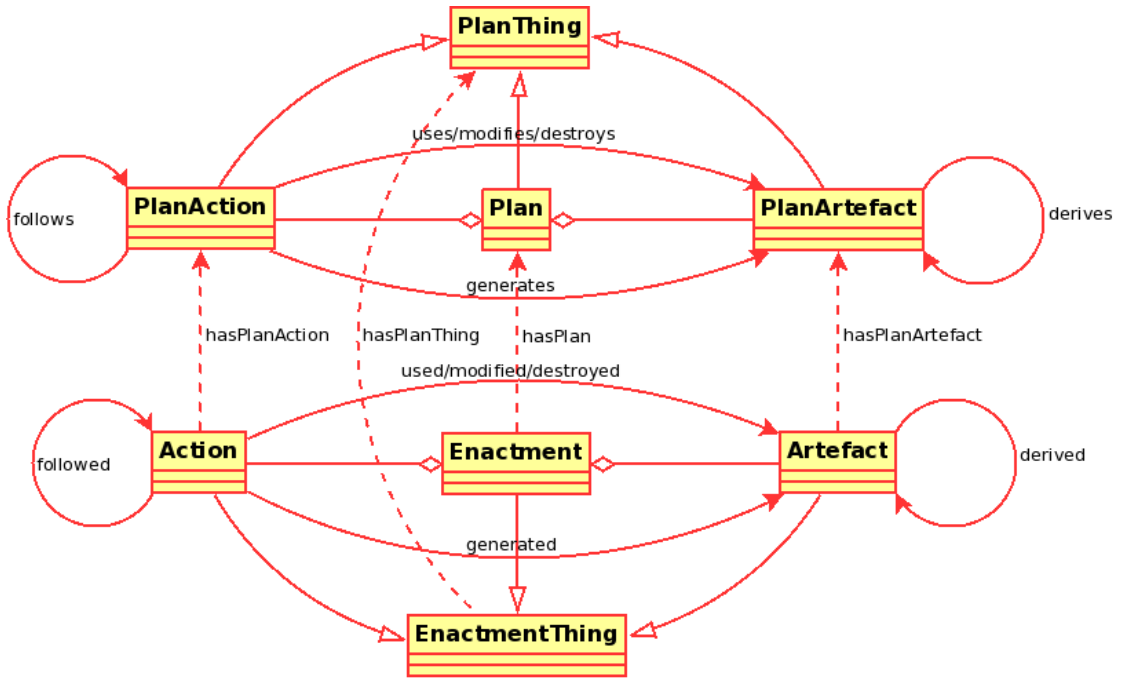 PlanThing
uses/modifies/destroys
PlanAction
Plan
PlanArtefact
follows
derives
generates
hasPlanAction
hasPlanThing
hasPlan
hasPlanArtefact
used/modified/destroyed
Action
Enactment
Artefact
followed
derived
generated
EnactmentThing